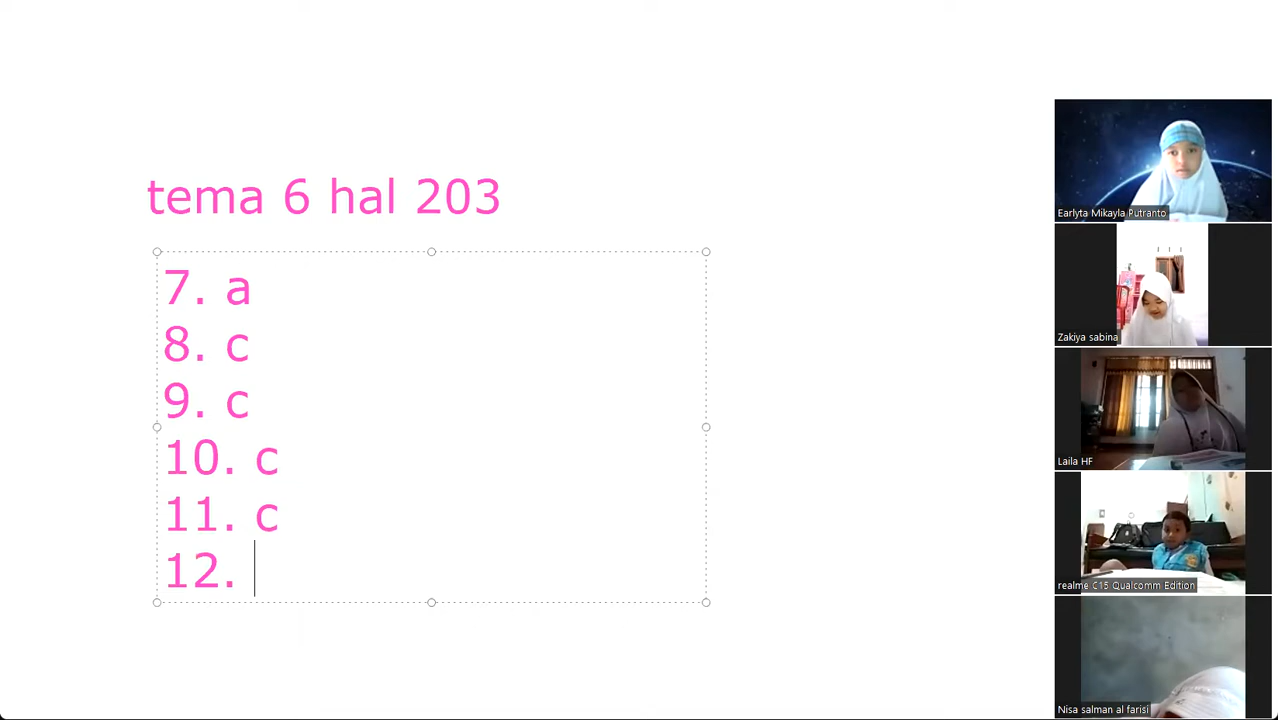 tema 6 hal 203
7. a
8. c
9. c
10. c
11. c
12.
Earlyta Mikayla Putranto
Zakiya sabina
Laila HF
realme C15 Qualcomm Edition
Nisa salman al farisi